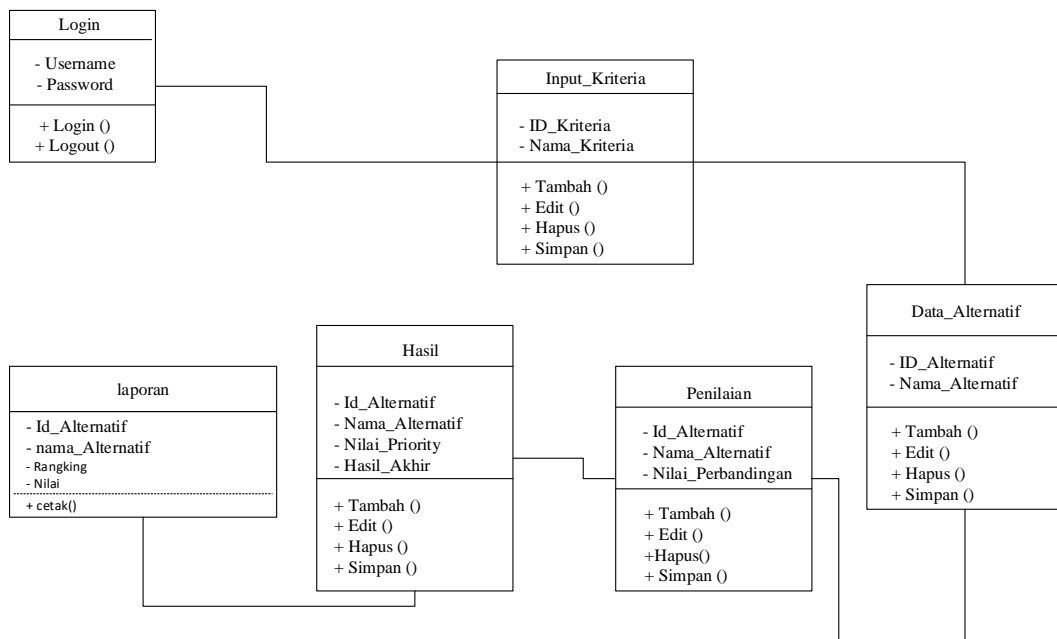 Login
- Username
- Password
+ Login ()
+ Logout ()
Input_Kriteria
- ID_Kriteria
- Nama_Kriteria
+ Tambah ()
+ Edit ()
+ Hapus ()
+ Simpan ()
Data_Alternatif
- ID_Alternatif
- Nama_Alternatif
+ Tambah ()
+ Edit ()
+ Hapus ()
+ Simpan ()
Penilaian
- Id_Alternatif
- Nama_Alternatif
- Nilai_Perbandingan
+ Tambah ()
+ Edit ()
+Hapus()
+ Simpan ()
Hasil
- Id_Alternatif
- Nama_Alternatif
- Nilai_Priority
- Hasil_Akhir
+ Tambah ()
+ Edit ()
+ Hapus ()
+ Simpan ()
laporan
- Id_Alternatif
- nama_Alternatif
- Rangking
- Nilai
+ cetak()